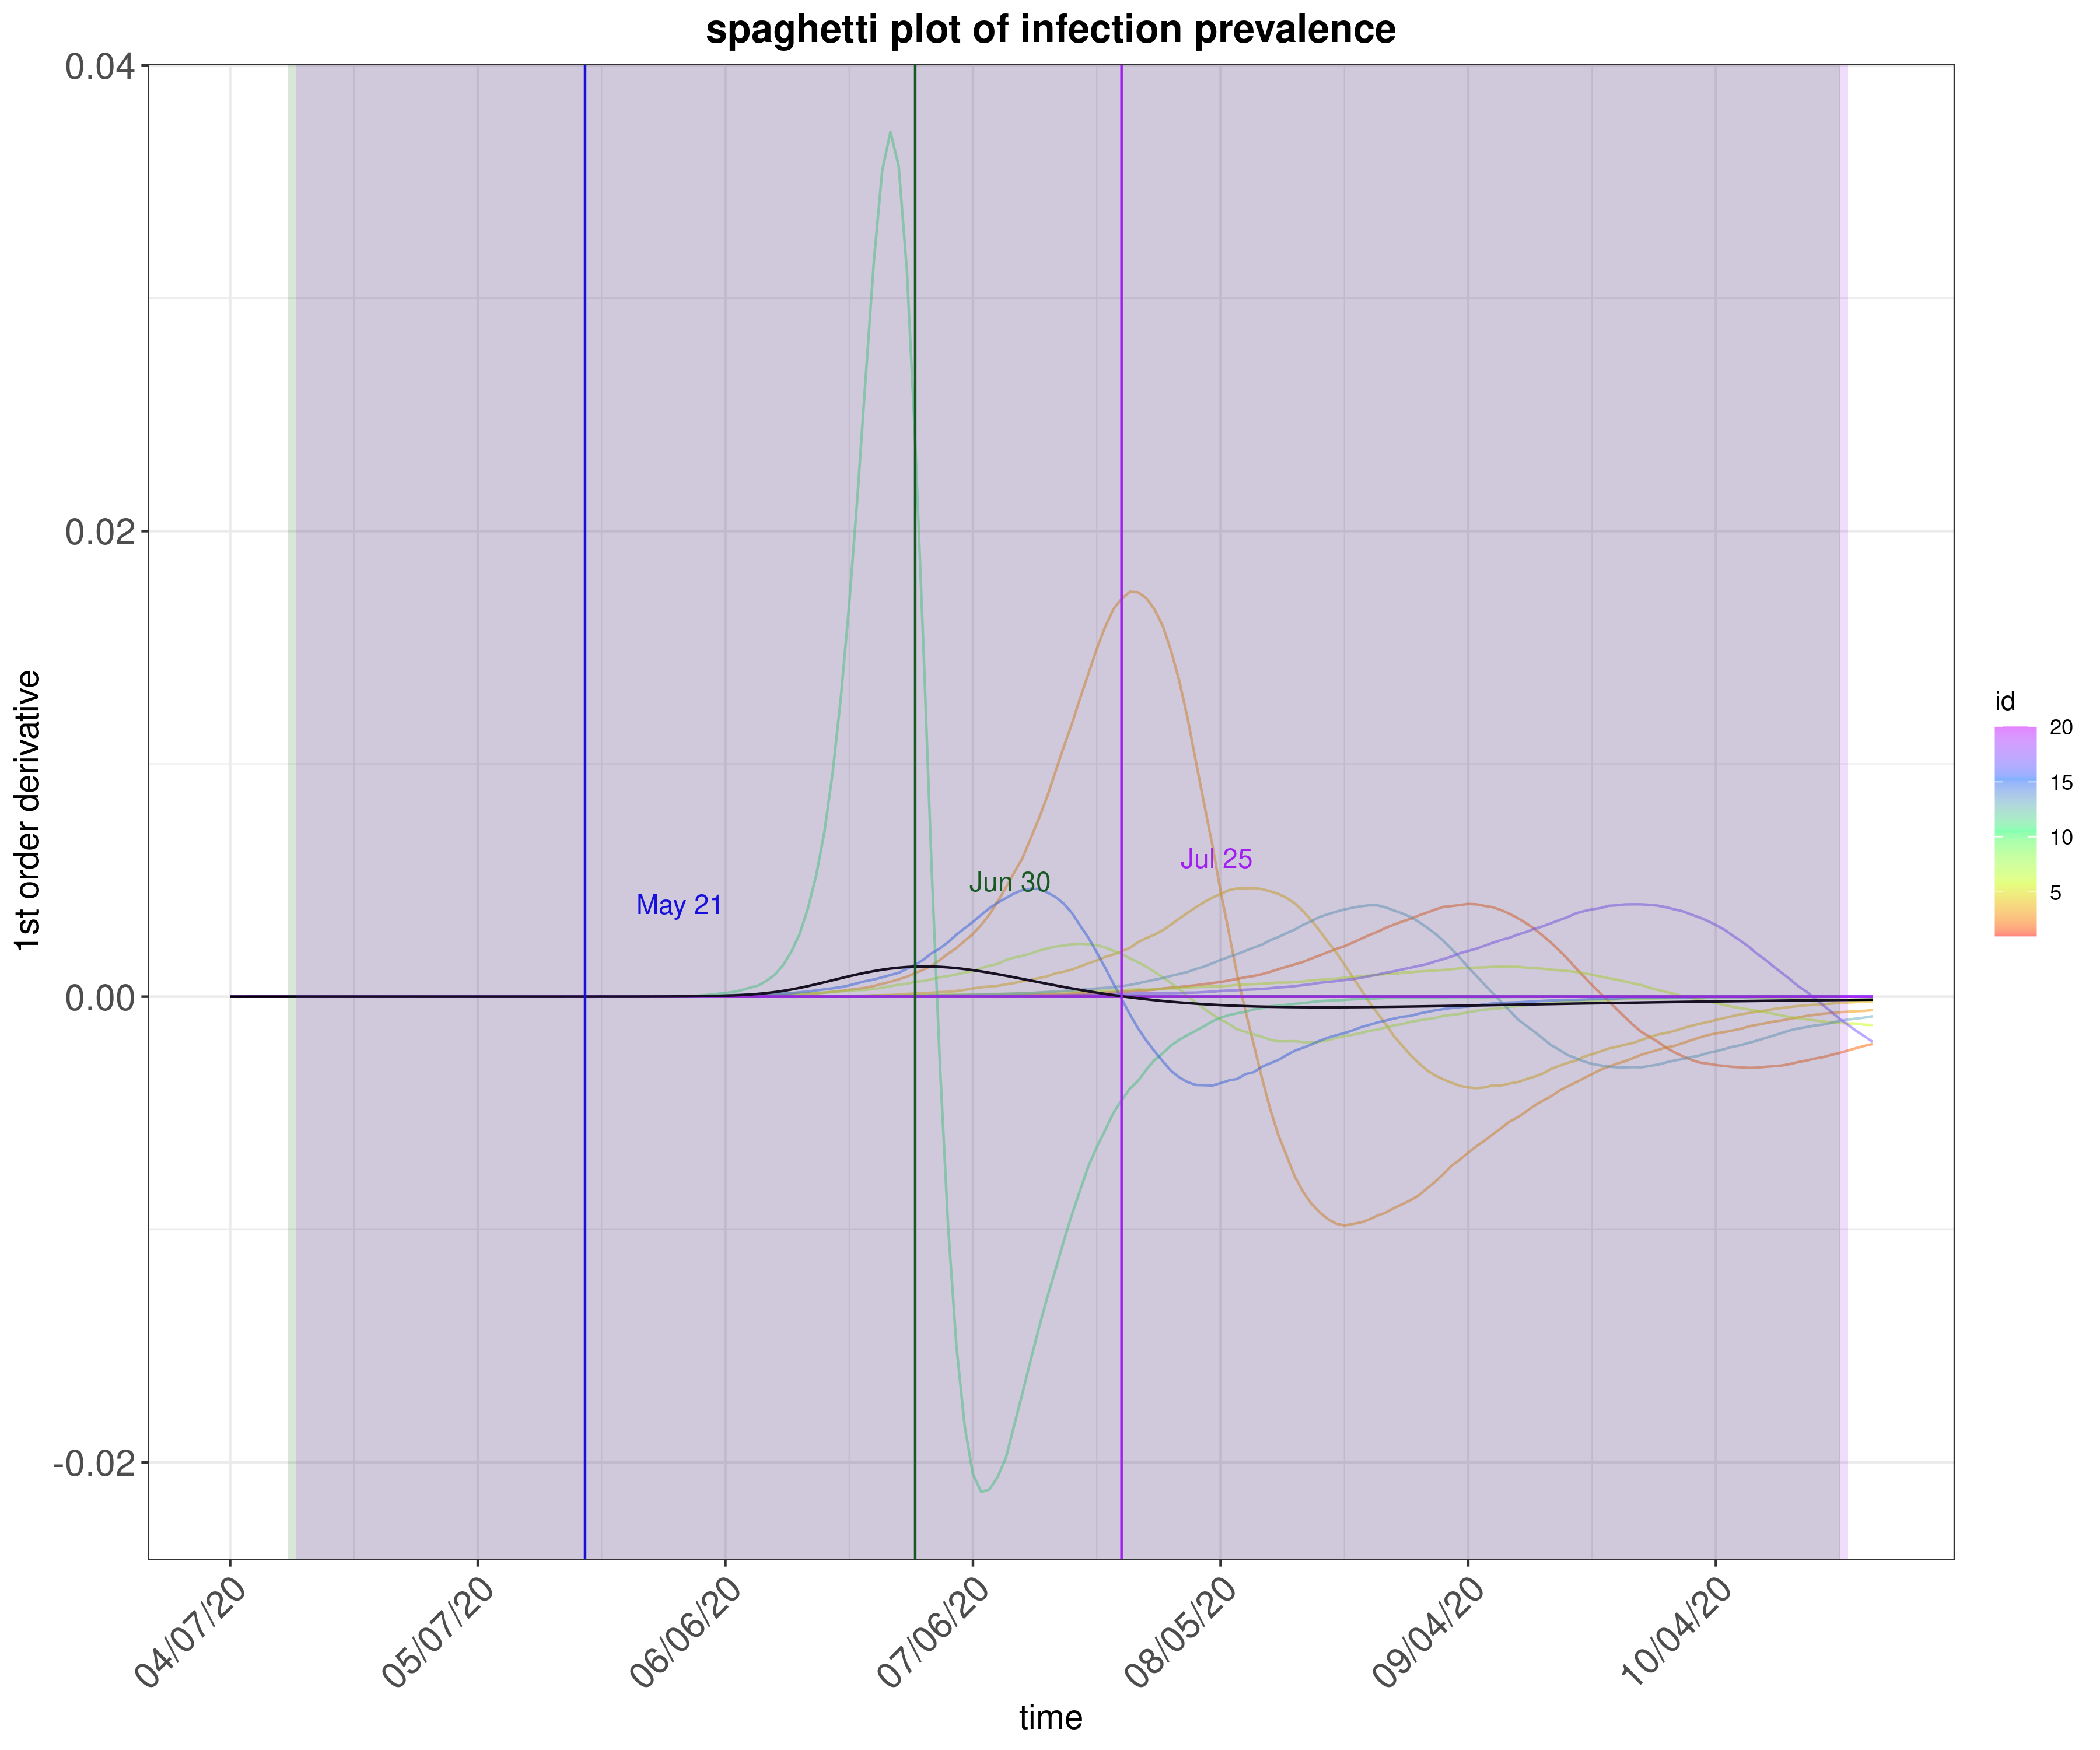 spaghetti plot of infection prevalence
0.04
0.02
0.00
-0.02
1st order derivative
May 21
Jun 30
Jul 25
id
20
15
10
5
04/07/20
05/07/20
06/06/20
07/06/20
08/05/20
09/04/20
10/04/20
time